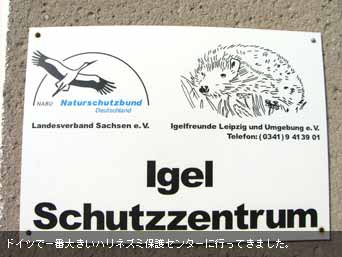 NABU
Naturschutzbund
Deutschland
Landesverband Sachsen e.V.
Igelfreunde Leipzig und Umgebung e.V.
Telefon: (0341) 9 41 39 01
Igel
Schutzzentrum
ドイツで一番大きいハリネズミ保護センターに行ってきました。